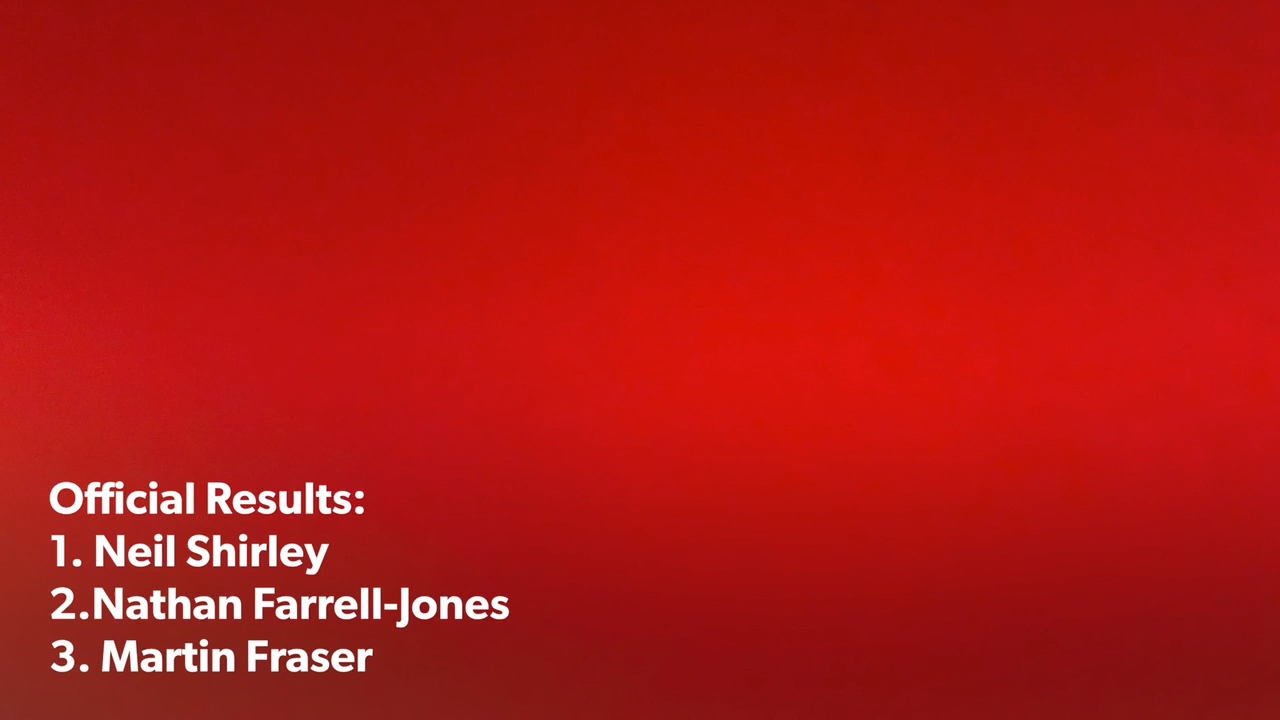 Official Results:
1. Neil Shirley
2.Nathan Farrell-Jones
3. Martin Fraser